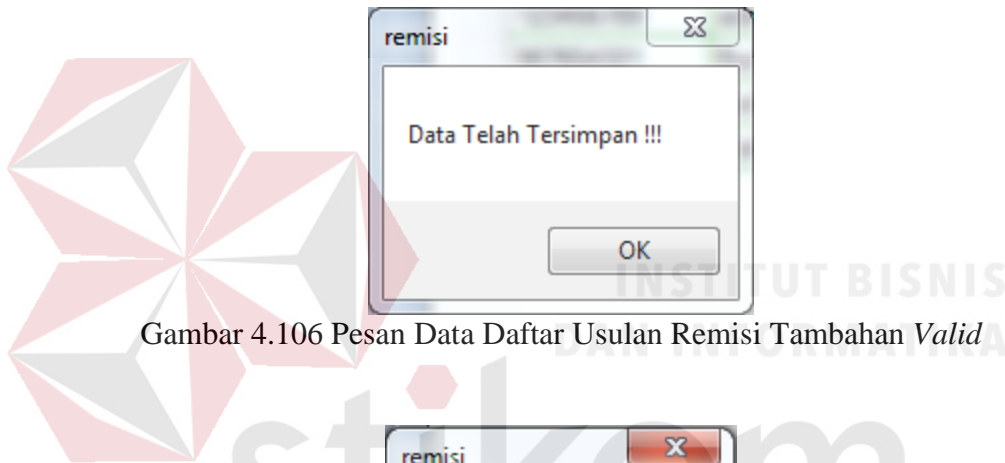 remisi
Data Telah Tersimpan !!!
OK
INSTITUT BISNIS
DAN INFORMATIKA
Gambar 4.106 Pesan Data Daftar Usulan Remisi Tambahan Valid
stikom
remisi